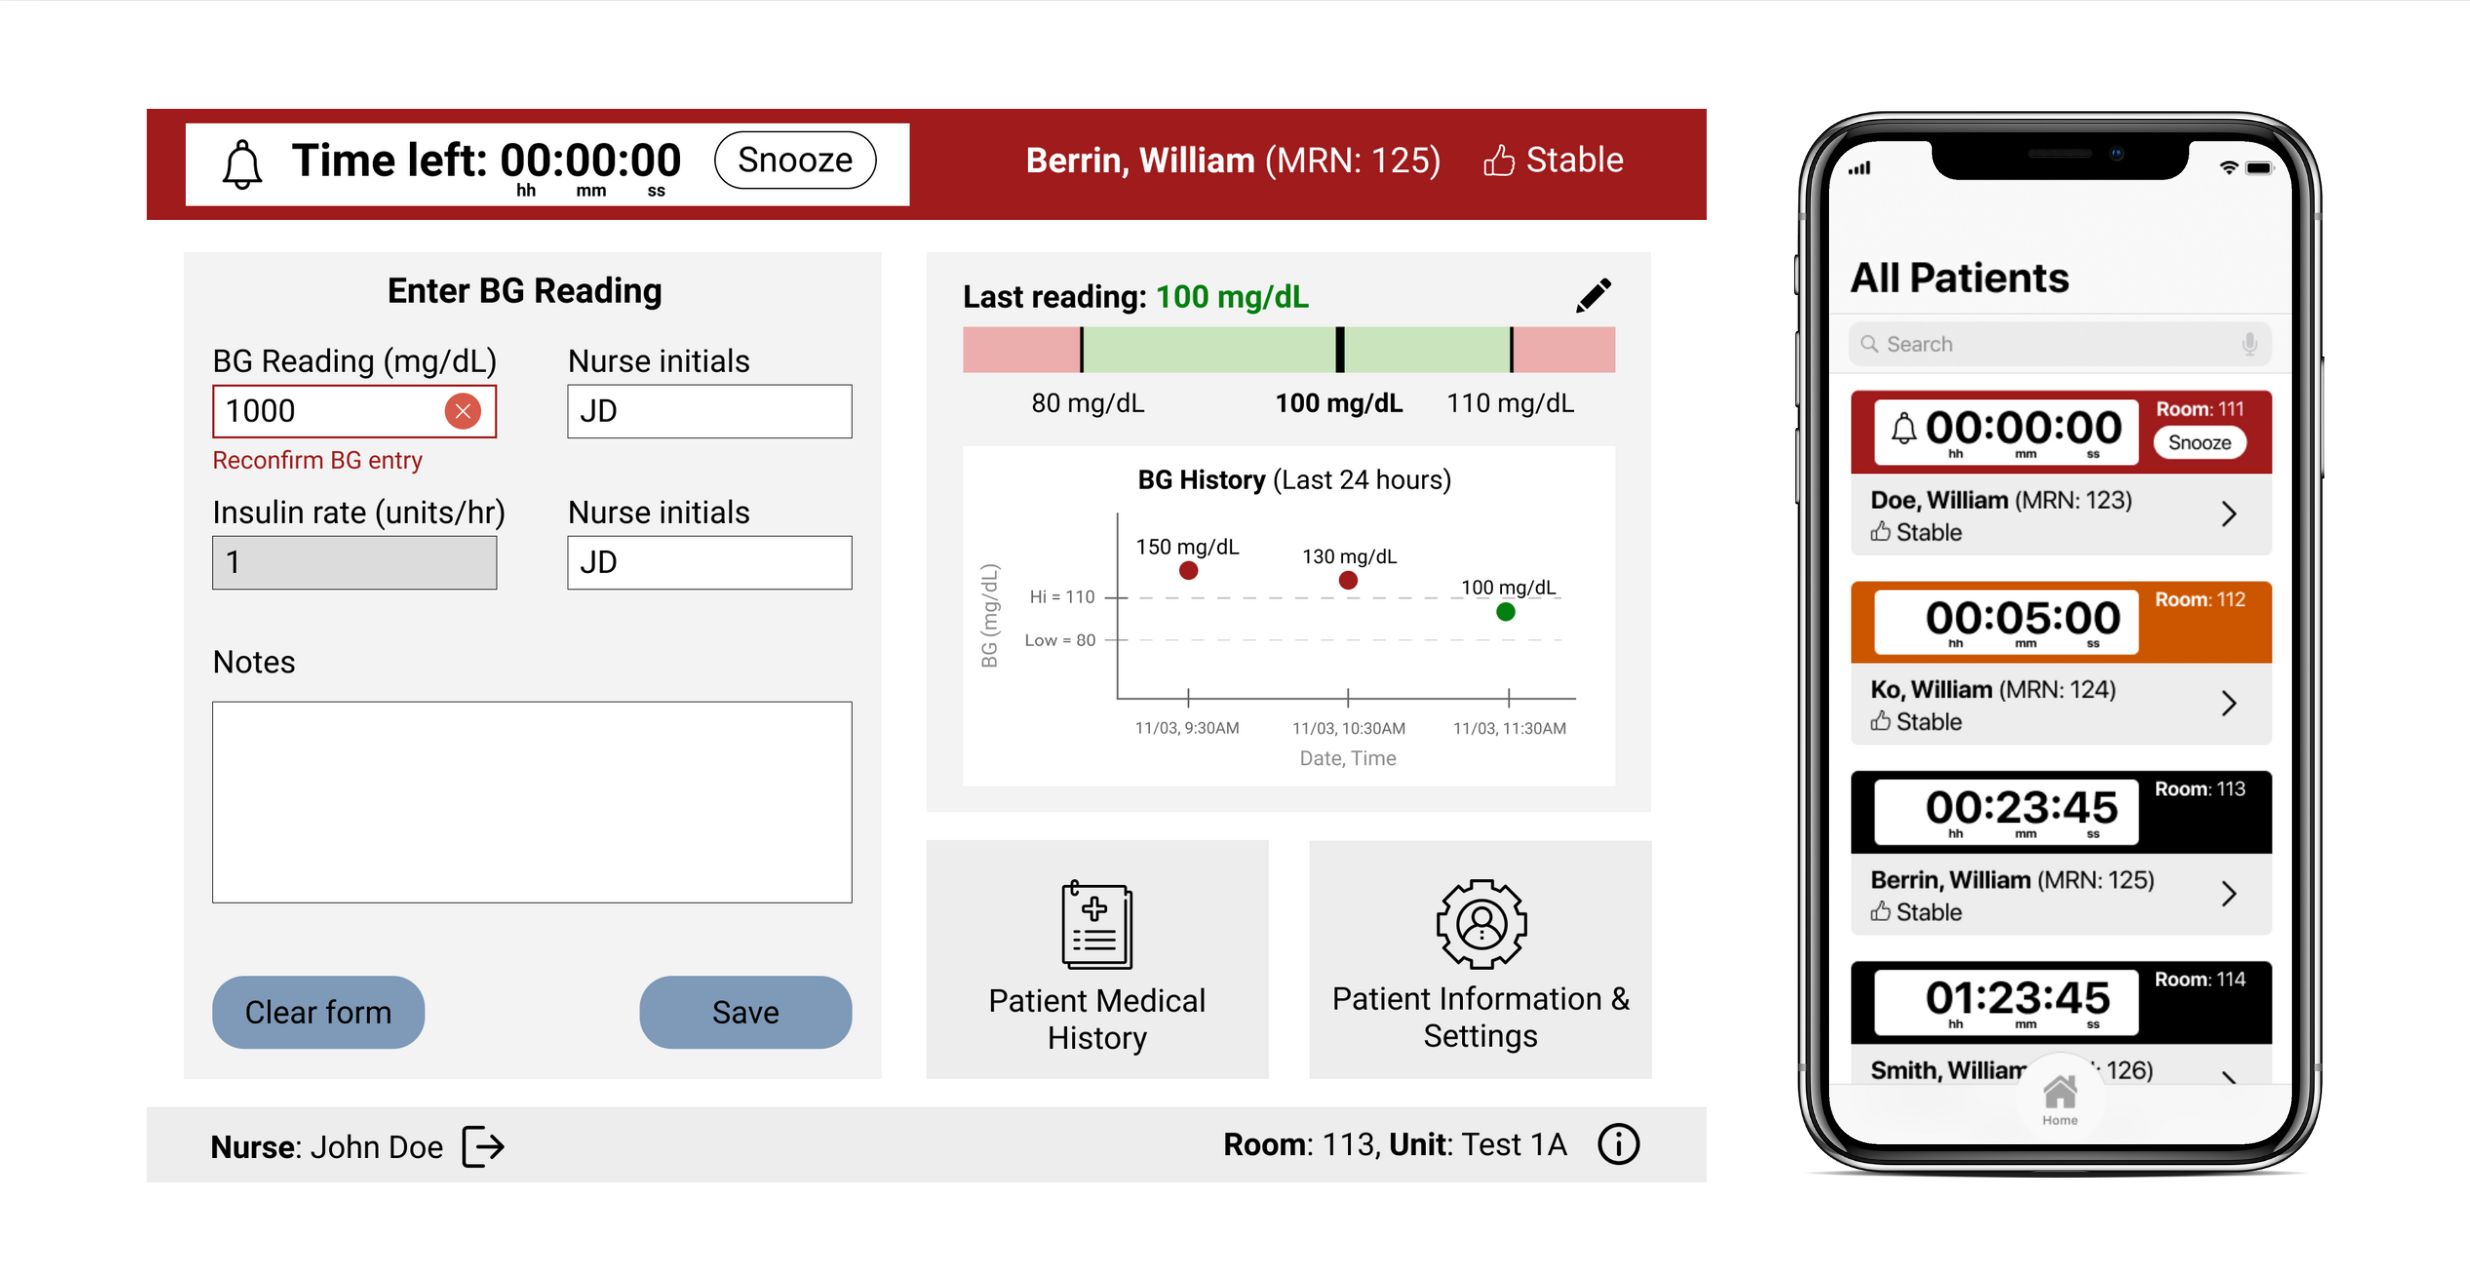 Time left: 00:00:00
hh mm ss
Snooze
Berrin, William (MRN: 125)
Stable
Enter BG Reading
BG Reading (mg/dL)
Nurse initials
1000
JD
Reconfirm BG entry
Insulin rate (units/hr)
Nurse initials
1
JD
Notes
Clear form
Save
Last reading: 100 mg/dL
80 mg/dL
100 mg/dL
110 mg/dL
BG History (Last 24 hours)
150 mg/dL
130 mg/dL
100 mg/dL
BG (mg/dL)
Hi = 110
Low = 80
11/03, 9:30AM
11/03, 10:30AM
11/03, 11:30AM
Date, Time
Patient Medical
History
Patient Information &
Settings
Nurse: John Doe
Room: 113, Unit: Test 1A
All Patients
Search
00:00:00
hh mm ss
Room: 111
Snooze
Doe, William (MRN: 123)
Stable
00:05:00
hh mm ss
Room: 112
Ko, William (MRN: 124)
Stable
00:23:45
hh mm ss
Room: 113
Berrin, William (MRN: 125)
Stable
01:23:45
hh mm ss
Room: 114
Smith, William 126)
Home